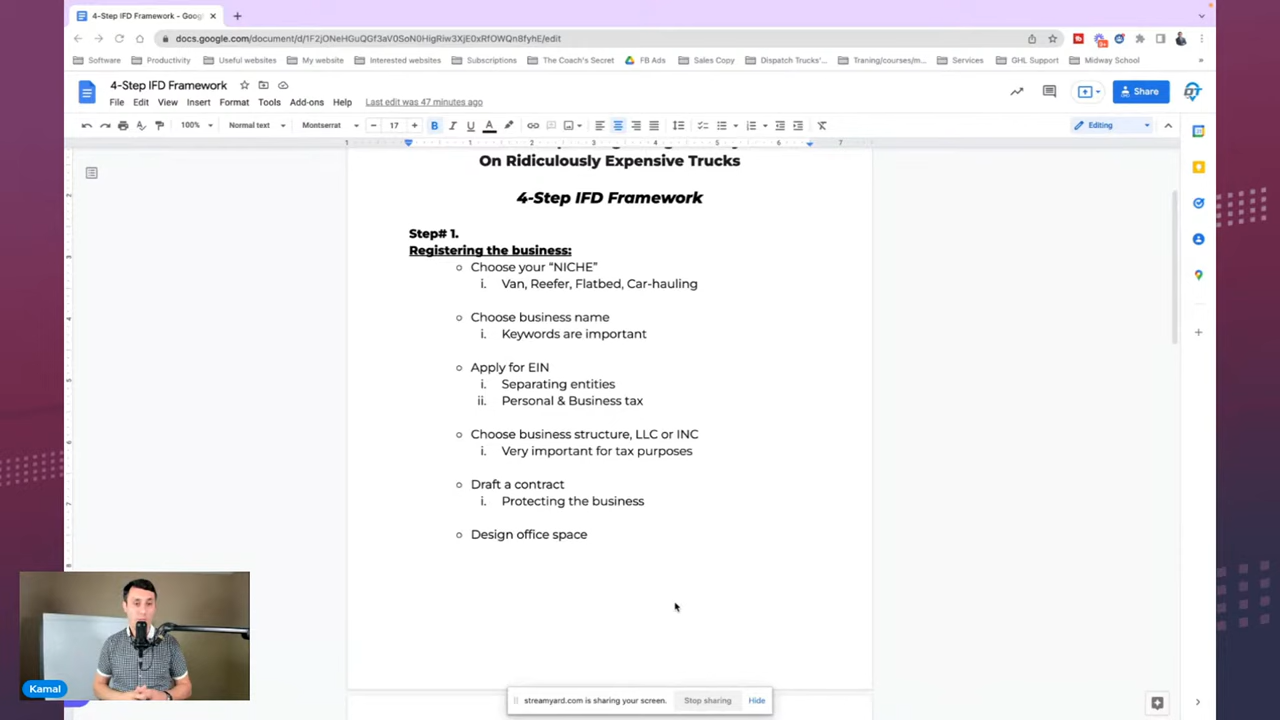 4-Step IFD Framework - Goog
docs.google.com/document/d/1F2jONeHGuQGf3aV0SoN0HigRiw3XjE0xRfOWQn8fyhE/edit
Software Productivity Useful websites My website Interested websites Subscriptions The Coach's Secret FB Ads Sales Copy Dispatch Trucks'... Traning/courses/m... Services GHL Support Midway School
4-Step IFD Framework
Share
File Edit View Insert Format Tools Add-ons Help Last edit was 47 minutes ago
100% Normal text Montserrat 17 Editing
On Ridiculously Expensive Trucks
4-Step IFD Framework
Step# 1.
Registering the business:
Choose your “NICHE”
i. Van, Reefer, Flatbed, Car-hauling
Choose business name
i. Keywords are important
Apply for EIN
i. Separating entities
ii. Personal & Business tax
Choose business structure, LLC or INC
i. Very important for tax purposes
Draft a contract
i. Protecting the business
Design office space
Kamal
streamyard.com is sharing your screen. Stop sharing Hide